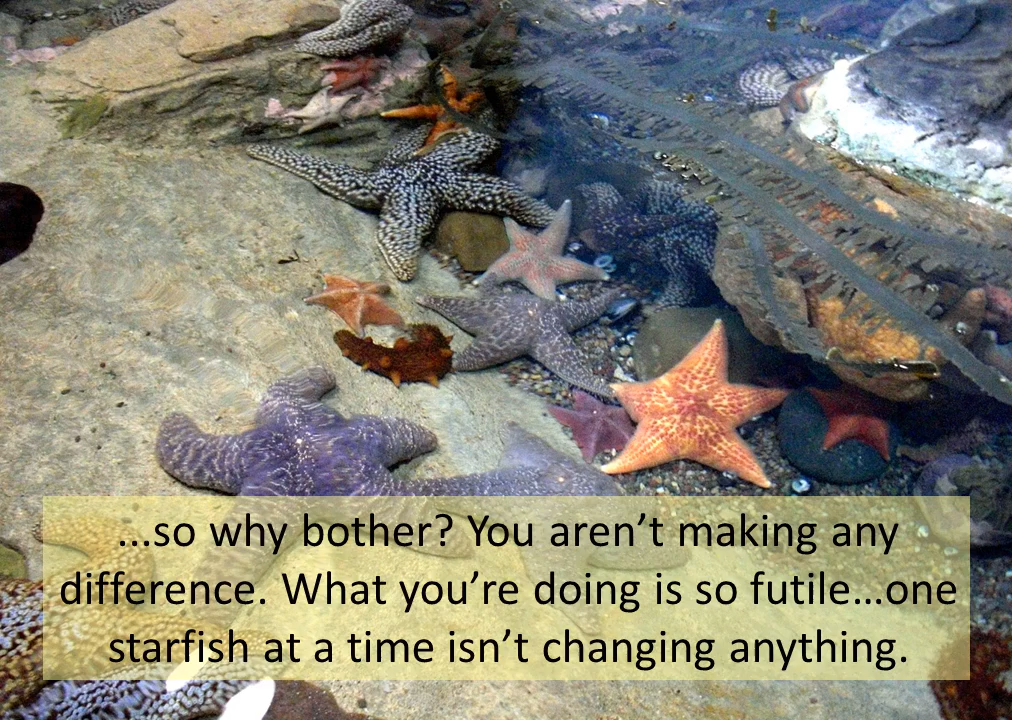 ...so why bother? You aren’t making any
difference. What you’re doing is so futile…one
starfish at a time isn’t changing anything.